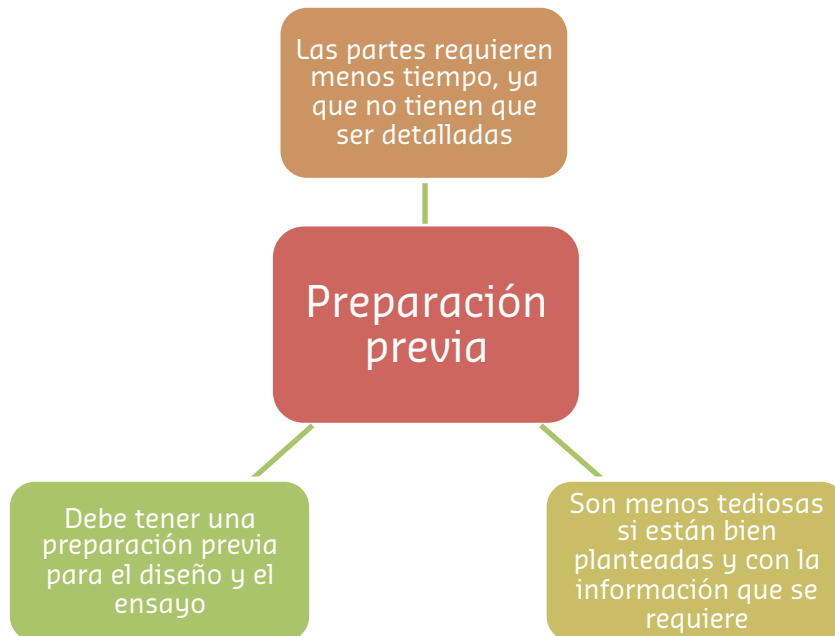 Las partes requieren
menos tiempo, ya
que no tienen que
ser detalladas
Preparación
previa
Debe tener una
preparación previa
para el diseño y el
ensayo
Son menos tediosas
si están bien
planteadas y con la
información que se
requiere